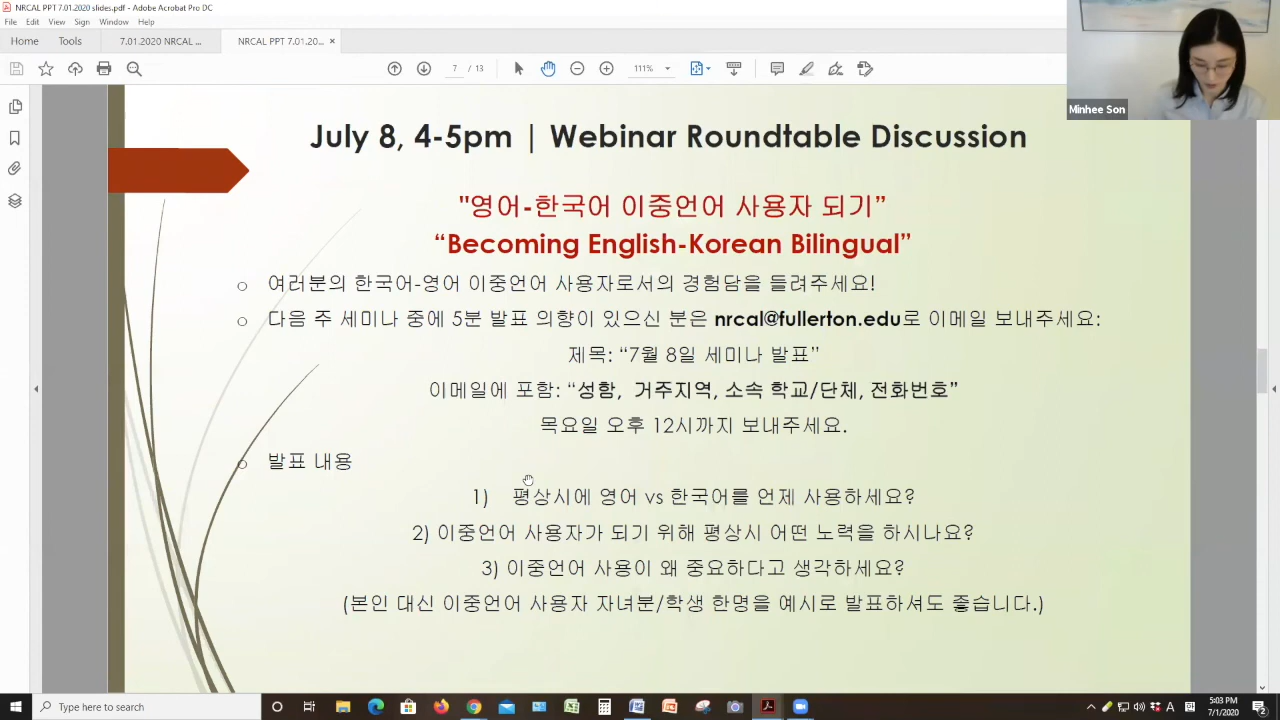 NRCAL PPT 7.01.2020 slides.pdf - Adobe Acrobat Pro DC
File Edit View Sign Window Help
Home Tools 7.01.2020 NRCAL ... NRCAL PPT 7.01.20... ×
7 / 13 111%
Minhee Son
July 8, 4-5pm | Webinar Roundtable Discussion
"영어-한국어 이중언어 사용자 되기”
“Becoming English-Korean Bilingual”
여러분의 한국어-영어 이중언어 사용자로서의 경험담을 들려주세요!
다음 주 세미나 중에 5분 발표 의향이 있으신 분은 nrcal@fullerton.edu로 이메일 보내주세요:
제목: “7월 8일 세미나 발표”
이메일에 포함: “성함, 거주지역, 소속 학교/단체, 전화번호”
목요일 오후 12시까지 보내주세요.
발표 내용
1) 평상시에 영어 vs 한국어를 언제 사용하세요?
2) 이중언어 사용자가 되기 위해 평상시 어떤 노력을 하시나요?
3) 이중언어 사용이 왜 중요하다고 생각하세요?
(본인 대신 이중언어 사용자 자녀분/학생 한명을 예시로 발표하셔도 좋습니다.)
Type here to search
A
5:03 PM
7/1/2020
2